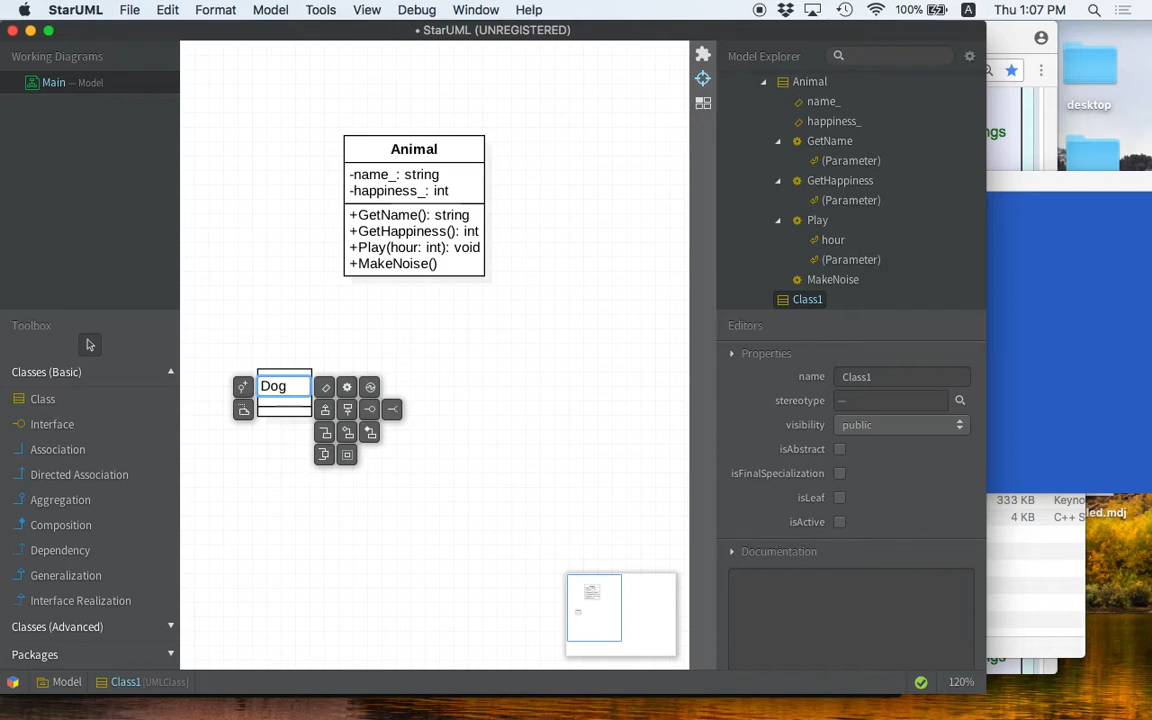 StarUML File Edit Format Model Tools View Debug Window Help 100% A Thu 1:07 PM
• StarUML (UNREGISTERED)
Working Diagrams
Main — Model
Model Explorer
Animal
name_
happiness_
GetName
(Parameter)
GetHappiness
(Parameter)
Play
hour
(Parameter)
MakeNoise
Class1
Animal
-name_: string
-happiness_: int
+GetName(): string
+GetHappiness(): int
+Play(hour: int): void
+MakeNoise()
Dog
Toolbox
Classes (Basic)
Class
Interface
Association
Directed Association
Aggregation
Composition
Dependency
Generalization
Interface Realization
Classes (Advanced)
Packages
Editors
Properties
name Class1
stereotype —
visibility public
isAbstract
isFinalSpecialization
isLeaf
isActive
Documentation
Model Class1 [UMLClass] 120%
desktop
ngs
333 KB Keyno
4 KB C++ S
led.mdj